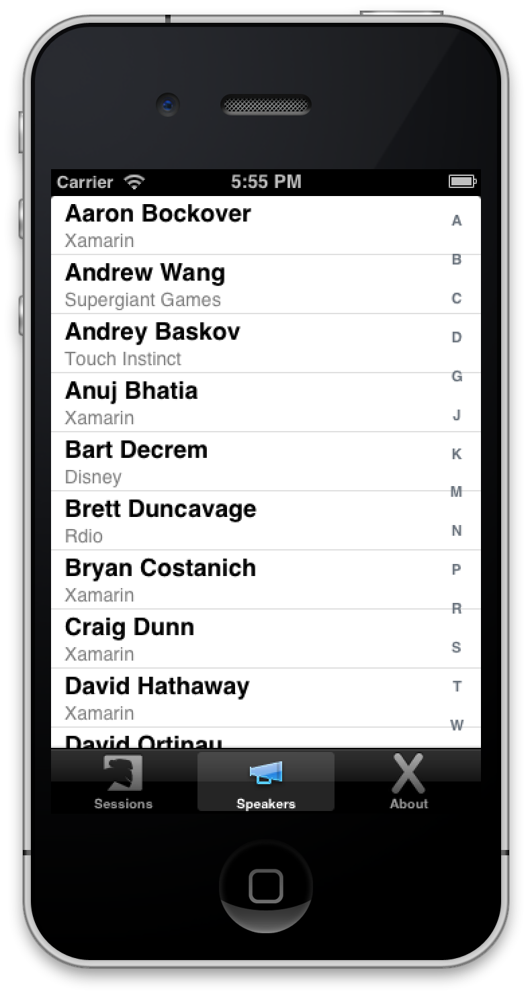 Carrier 5:55 PM
Aaron Bockover
Xamarin
Andrew Wang
Supergiant Games
Andrey Baskov
Touch Instinct
Anuj Bhatia
Xamarin
Bart Decrem
Disney
Brett Duncavage
Rdio
Bryan Costanich
Xamarin
Craig Dunn
Xamarin
David Hathaway
Xamarin
David Ortinau
A
B
C
D
G
J
K
M
N
P
R
S
T
W
Sessions Speakers About